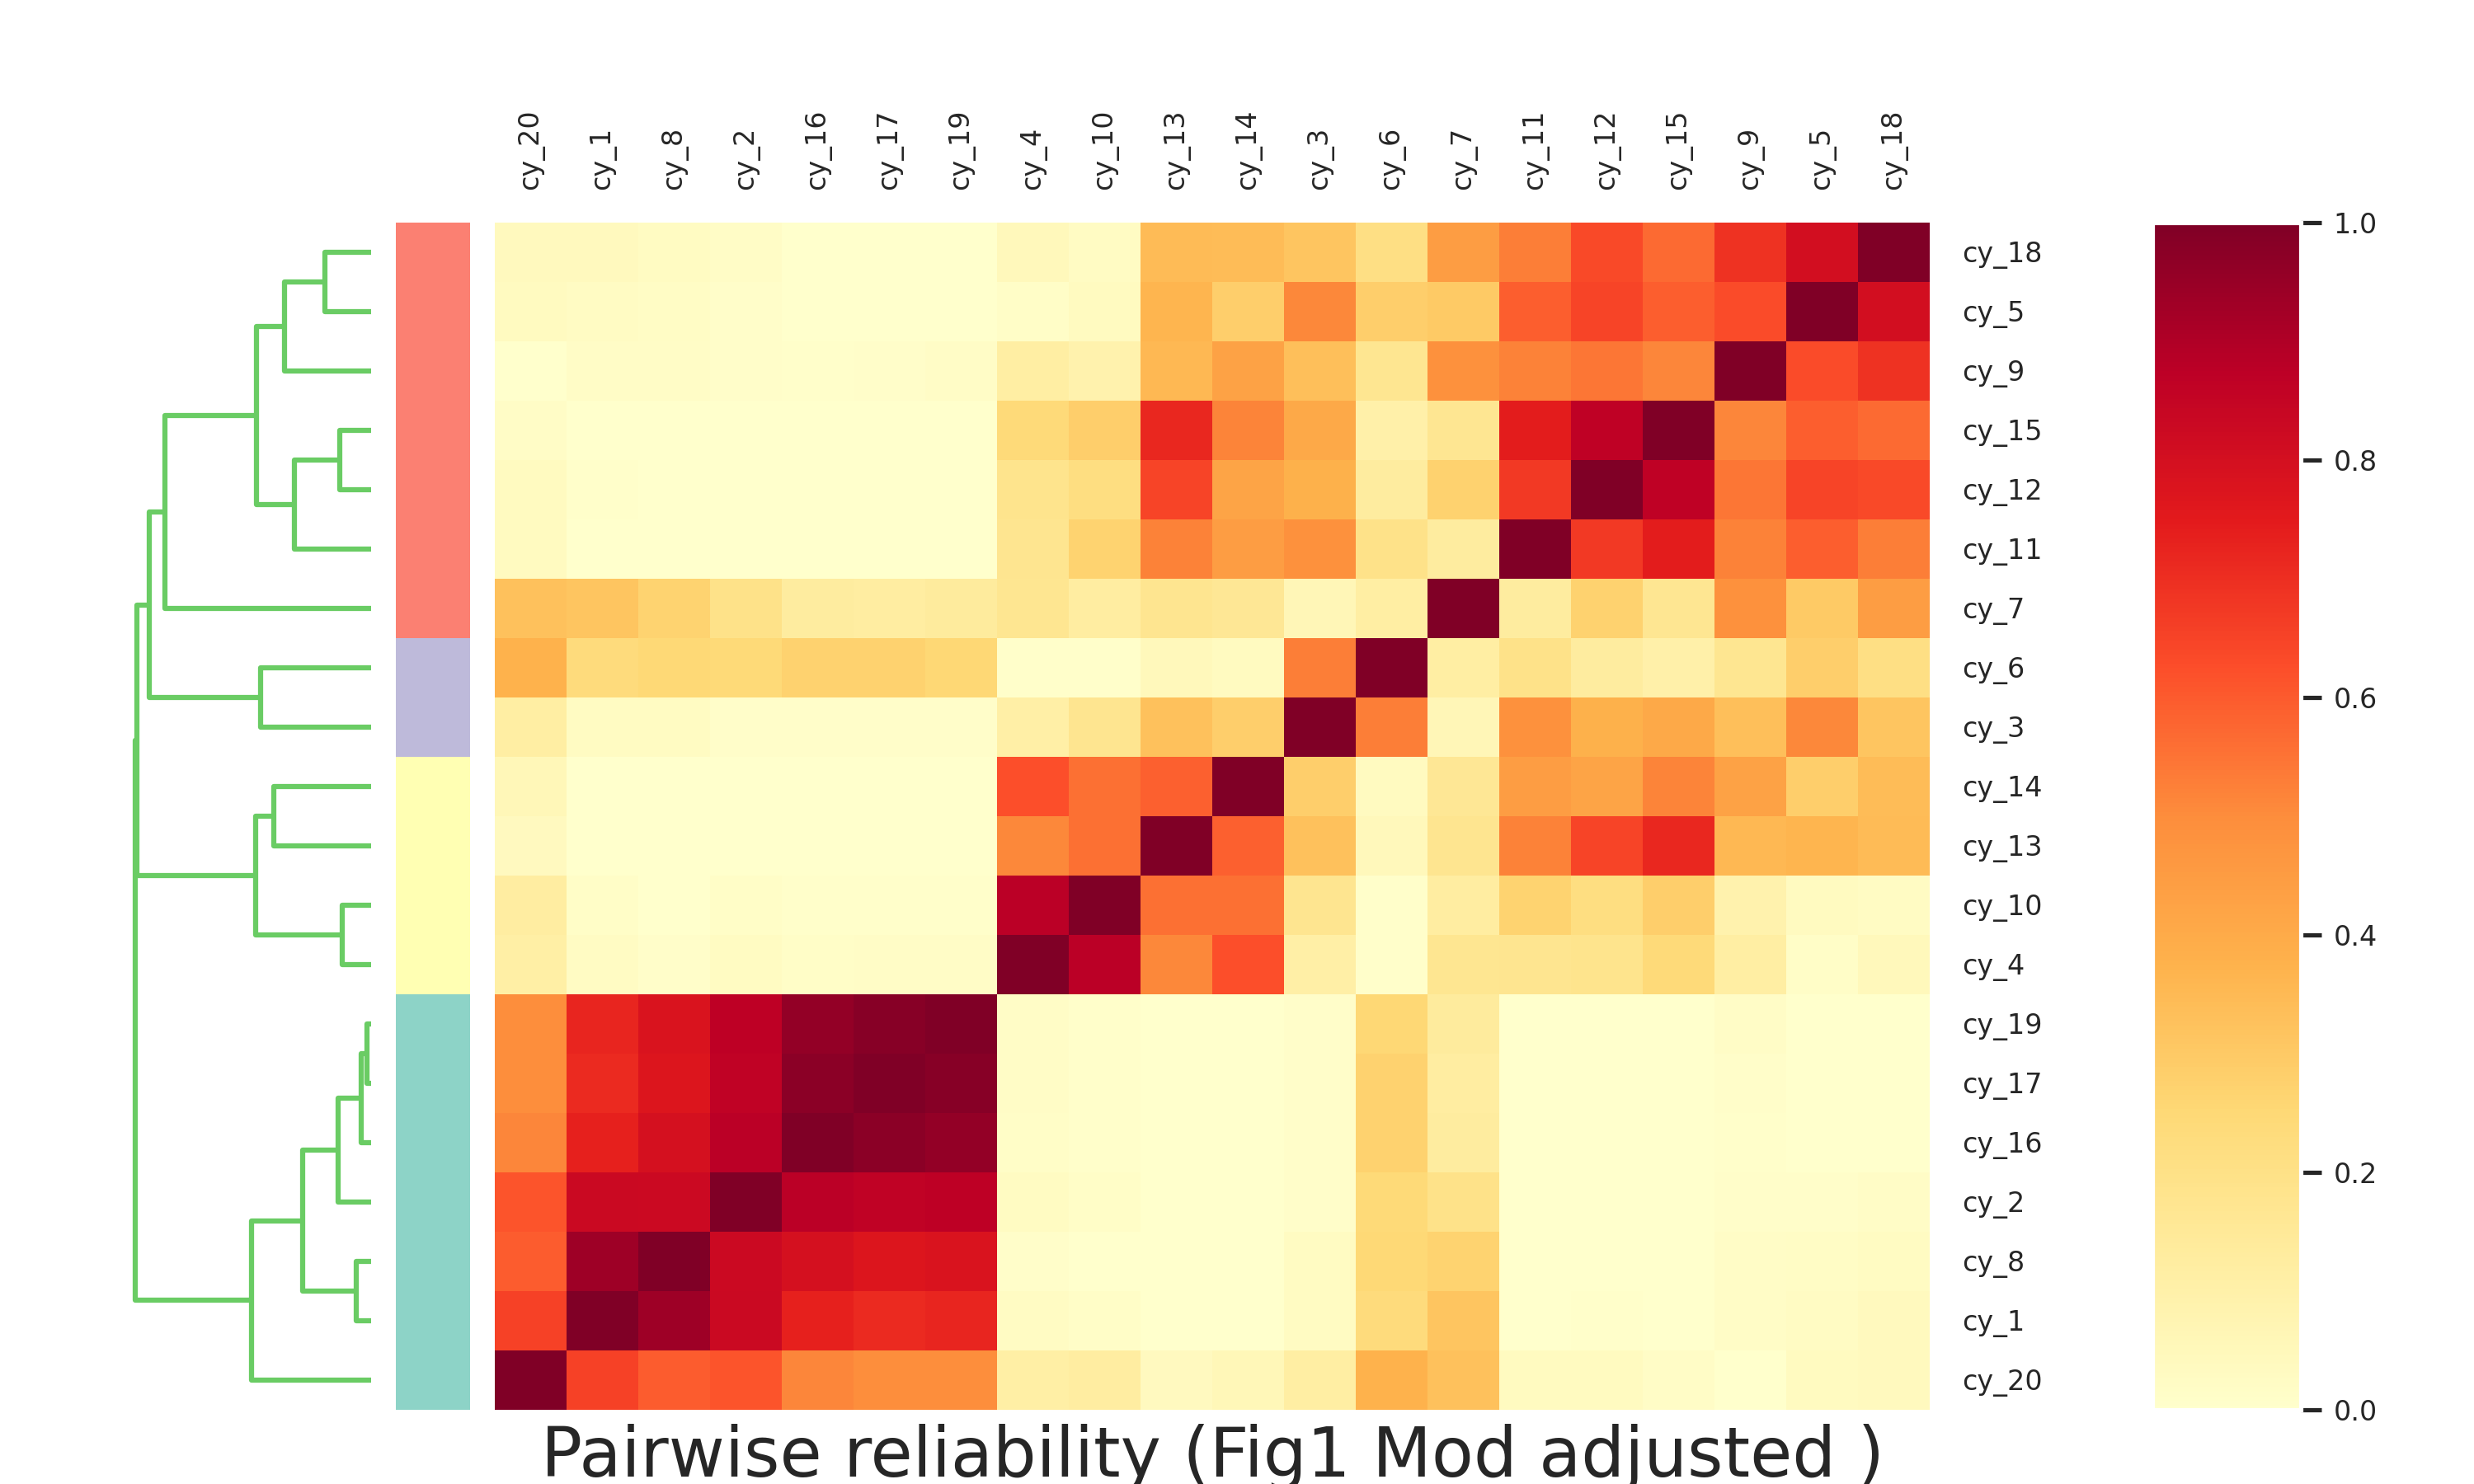 cy_20 cy_1 cy_8 cy_2 cy_16 cy_17 cy_19 cy_4 cy_10 cy_13 cy_14 cy_3 cy_6 cy_7 cy_11 cy_12 cy_15 cy_9 cy_5 cy_18
cy_18
cy_5
cy_9
cy_15
cy_12
cy_11
cy_7
cy_6
cy_3
cy_14
cy_13
cy_10
cy_4
cy_19
cy_17
cy_16
cy_2
cy_8
cy_1
cy_20
1.0
0.8
0.6
0.4
0.2
0.0
Pairwise reliability (Fig1 Mod adjusted )